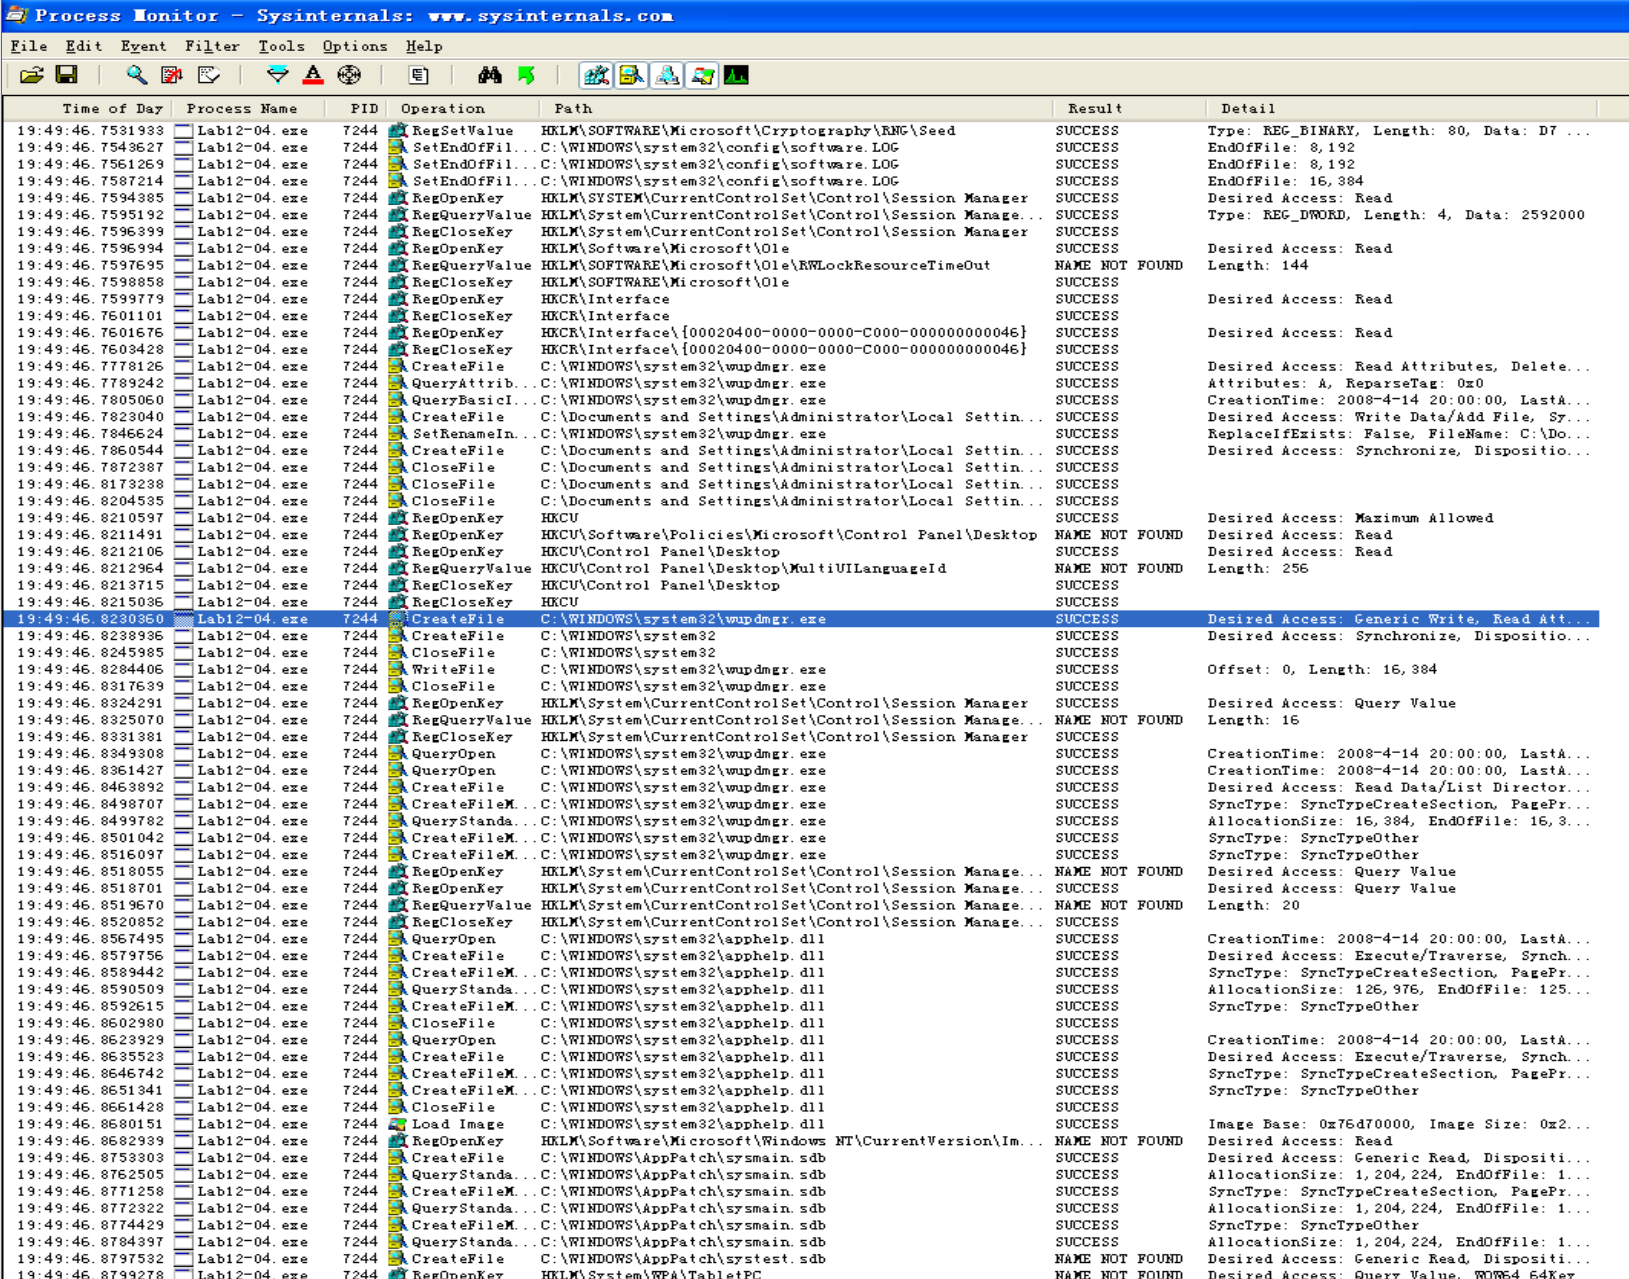 Process Monitor - Sysinternals: www.sysinternals.com
File Edit Event Filter Tools Options Help
Time of Day Process Name PID Operation Path Result Detail
19:49:46.7531933 Lab12-04.exe 7244 RegSetValue HKLM\SOFTWARE\Microsoft\Cryptography\RNG\Seed SUCCESS Type: REG_BINARY, Length: 80, Data: D7 ...
19:49:46.7543627 Lab12-04.exe 7244 SetEndOfFil... C:\WINDOWS\system32\config\software.LOG SUCCESS EndOfFile: 8,192
19:49:46.7561269 Lab12-04.exe 7244 SetEndOfFil... C:\WINDOWS\system32\config\software.LOG SUCCESS EndOfFile: 8,192
19:49:46.7587214 Lab12-04.exe 7244 SetEndOfFil... C:\WINDOWS\system32\config\software.LOG SUCCESS EndOfFile: 16,384
19:49:46.7594385 Lab12-04.exe 7244 RegOpenKey HKLM\SYSTEM\CurrentControlSet\Control\Session Manager SUCCESS Desired Access: Read
19:49:46.7595192 Lab12-04.exe 7244 RegQueryValue HKLM\System\CurrentControlSet\Control\Session Manage... SUCCESS Type: REG_DWORD, Length: 4, Data: 2592000
19:49:46.7596399 Lab12-04.exe 7244 RegCloseKey HKLM\System\CurrentControlSet\Control\Session Manager SUCCESS
19:49:46.7596994 Lab12-04.exe 7244 RegOpenKey HKLM\Software\Microsoft\Ole SUCCESS Desired Access: Read
19:49:46.7597695 Lab12-04.exe 7244 RegQueryValue HKLM\SOFTWARE\Microsoft\Ole\RWLockResourceTimeOut NAME NOT FOUND Length: 144
19:49:46.7598858 Lab12-04.exe 7244 RegCloseKey HKLM\SOFTWARE\Microsoft\Ole SUCCESS
19:49:46.7599779 Lab12-04.exe 7244 RegOpenKey HKCR\Interface SUCCESS Desired Access: Read
19:49:46.7601101 Lab12-04.exe 7244 RegCloseKey HKCR\Interface SUCCESS
19:49:46.7601676 Lab12-04.exe 7244 RegOpenKey HKCR\Interface\{00020400-0000-0000-C000-000000000046} SUCCESS Desired Access: Read
19:49:46.7603428 Lab12-04.exe 7244 RegCloseKey HKCR\Interface\{00020400-0000-0000-C000-000000000046} SUCCESS
19:49:46.7778126 Lab12-04.exe 7244 CreateFile C:\WINDOWS\system32\wupdmgr.exe SUCCESS Desired Access: Read Attributes, Delete...
19:49:46.7789242 Lab12-04.exe 7244 QueryAttrib... C:\WINDOWS\system32\wupdmgr.exe SUCCESS Attributes: A, ReparseTag: 0x0
19:49:46.7805060 Lab12-04.exe 7244 QueryBasicI... C:\WINDOWS\system32\wupdmgr.exe SUCCESS CreationTime: 2008-4-14 20:00:00, LastA...
19:49:46.7823040 Lab12-04.exe 7244 CreateFile C:\Documents and Settings\Administrator\Local Settin... SUCCESS Desired Access: Write Data/Add File, Sy...
19:49:46.7846624 Lab12-04.exe 7244 SetRenameIn... C:\WINDOWS\system32\wupdmgr.exe SUCCESS ReplaceIfExists: False, FileName: C:\Do...
19:49:46.7860544 Lab12-04.exe 7244 CreateFile C:\Documents and Settings\Administrator\Local Settin... SUCCESS Desired Access: Synchronize, Dispositio...
19:49:46.7872387 Lab12-04.exe 7244 CloseFile C:\Documents and Settings\Administrator\Local Settin... SUCCESS
19:49:46.8173238 Lab12-04.exe 7244 CloseFile C:\Documents and Settings\Administrator\Local Settin... SUCCESS
19:49:46.8204535 Lab12-04.exe 7244 CloseFile C:\Documents and Settings\Administrator\Local Settin... SUCCESS
19:49:46.8210597 Lab12-04.exe 7244 RegOpenKey HKCU SUCCESS Desired Access: Maximum Allowed
19:49:46.8211491 Lab12-04.exe 7244 RegOpenKey HKCU\Software\Policies\Microsoft\Control Panel\Desktop NAME NOT FOUND Desired Access: Read
19:49:46.8212106 Lab12-04.exe 7244 RegOpenKey HKCU\Control Panel\Desktop SUCCESS Desired Access: Read
19:49:46.8212964 Lab12-04.exe 7244 RegQueryValue HKCU\Control Panel\Desktop\MultiUILanguageId NAME NOT FOUND Length: 256
19:49:46.8213715 Lab12-04.exe 7244 RegCloseKey HKCU\Control Panel\Desktop SUCCESS
19:49:46.8215036 Lab12-04.exe 7244 RegCloseKey HKCU SUCCESS
19:49:46.8230360 Lab12-04.exe 7244 CreateFile C:\WINDOWS\system32\wupdmgr.exe SUCCESS Desired Access: Generic Write, Read Att...
19:49:46.8238936 Lab12-04.exe 7244 CreateFile C:\WINDOWS\system32 SUCCESS Desired Access: Synchronize, Dispositio...
19:49:46.8245985 Lab12-04.exe 7244 CloseFile C:\WINDOWS\system32 SUCCESS
19:49:46.8284406 Lab12-04.exe 7244 WriteFile C:\WINDOWS\system32\wupdmgr.exe SUCCESS Offset: 0, Length: 16,384
19:49:46.8317639 Lab12-04.exe 7244 CloseFile C:\WINDOWS\system32\wupdmgr.exe SUCCESS
19:49:46.8324291 Lab12-04.exe 7244 RegOpenKey HKLM\System\CurrentControlSet\Control\Session Manager SUCCESS Desired Access: Query Value
19:49:46.8325070 Lab12-04.exe 7244 RegQueryValue HKLM\System\CurrentControlSet\Control\Session Manage... NAME NOT FOUND Length: 16
19:49:46.8331381 Lab12-04.exe 7244 RegCloseKey HKLM\System\CurrentControlSet\Control\Session Manager SUCCESS
19:49:46.8349308 Lab12-04.exe 7244 QueryOpen C:\WINDOWS\system32\wupdmgr.exe SUCCESS CreationTime: 2008-4-14 20:00:00, LastA...
19:49:46.8361427 Lab12-04.exe 7244 QueryOpen C:\WINDOWS\system32\wupdmgr.exe SUCCESS CreationTime: 2008-4-14 20:00:00, LastA...
19:49:46.8463892 Lab12-04.exe 7244 CreateFile C:\WINDOWS\system32\wupdmgr.exe SUCCESS Desired Access: Read Data/List Director...
19:49:46.8498707 Lab12-04.exe 7244 CreateFileM... C:\WINDOWS\system32\wupdmgr.exe SUCCESS SyncType: SyncTypeCreateSection, PagePr...
19:49:46.8499782 Lab12-04.exe 7244 QueryStanda... C:\WINDOWS\system32\wupdmgr.exe SUCCESS AllocationSize: 16,384, EndOfFile: 16,3...
19:49:46.8501042 Lab12-04.exe 7244 CreateFileM... C:\WINDOWS\system32\wupdmgr.exe SUCCESS SyncType: SyncTypeOther
19:49:46.8516097 Lab12-04.exe 7244 CreateFileM... C:\WINDOWS\system32\wupdmgr.exe SUCCESS SyncType: SyncTypeOther
19:49:46.8518055 Lab12-04.exe 7244 RegOpenKey HKLM\System\CurrentControlSet\Control\Session Manage... NAME NOT FOUND Desired Access: Query Value
19:49:46.8518701 Lab12-04.exe 7244 RegOpenKey HKLM\System\CurrentControlSet\Control\Session Manage... SUCCESS Desired Access: Query Value
19:49:46.8519670 Lab12-04.exe 7244 RegQueryValue HKLM\System\CurrentControlSet\Control\Session Manage... NAME NOT FOUND Length: 20
19:49:46.8520852 Lab12-04.exe 7244 RegCloseKey HKLM\System\CurrentControlSet\Control\Session Manage... SUCCESS
19:49:46.8567495 Lab12-04.exe 7244 QueryOpen C:\WINDOWS\system32\apphelp.dll SUCCESS CreationTime: 2008-4-14 20:00:00, LastA...
19:49:46.8579756 Lab12-04.exe 7244 CreateFile C:\WINDOWS\system32\apphelp.dll SUCCESS Desired Access: Execute/Traverse, Synch...
19:49:46.8589442 Lab12-04.exe 7244 CreateFileM... C:\WINDOWS\system32\apphelp.dll SUCCESS SyncType: SyncTypeCreateSection, PagePr...
19:49:46.8590509 Lab12-04.exe 7244 QueryStanda... C:\WINDOWS\system32\apphelp.dll SUCCESS AllocationSize: 126,976, EndOfFile: 125...
19:49:46.8592615 Lab12-04.exe 7244 CreateFileM... C:\WINDOWS\system32\apphelp.dll SUCCESS SyncType: SyncTypeOther
19:49:46.8602980 Lab12-04.exe 7244 CloseFile C:\WINDOWS\system32\apphelp.dll SUCCESS
19:49:46.8623929 Lab12-04.exe 7244 QueryOpen C:\WINDOWS\system32\apphelp.dll SUCCESS CreationTime: 2008-4-14 20:00:00, LastA...
19:49:46.8635523 Lab12-04.exe 7244 CreateFile C:\WINDOWS\system32\apphelp.dll SUCCESS Desired Access: Execute/Traverse, Synch...
19:49:46.8646742 Lab12-04.exe 7244 CreateFileM... C:\WINDOWS\system32\apphelp.dll SUCCESS SyncType: SyncTypeCreateSection, PagePr...
19:49:46.8651341 Lab12-04.exe 7244 CreateFileM... C:\WINDOWS\system32\apphelp.dll SUCCESS SyncType: SyncTypeOther
19:49:46.8661428 Lab12-04.exe 7244 CloseFile C:\WINDOWS\system32\apphelp.dll SUCCESS
19:49:46.8680151 Lab12-04.exe 7244 Load Image C:\WINDOWS\system32\apphelp.dll SUCCESS Image Base: 0x76d70000, Image Size: 0x2...
19:49:46.8682939 Lab12-04.exe 7244 RegOpenKey HKLM\Software\Microsoft\Windows NT\CurrentVersion\Im... NAME NOT FOUND Desired Access: Read
19:49:46.8753303 Lab12-04.exe 7244 CreateFile C:\WINDOWS\AppPatch\sysmain.sdb SUCCESS Desired Access: Generic Read, Dispositi...
19:49:46.8762505 Lab12-04.exe 7244 QueryStanda... C:\WINDOWS\AppPatch\sysmain.sdb SUCCESS AllocationSize: 1,204,224, EndOfFile: 1...
19:49:46.8771258 Lab12-04.exe 7244 CreateFileM... C:\WINDOWS\AppPatch\sysmain.sdb SUCCESS SyncType: SyncTypeCreateSection, PagePr...
19:49:46.8772322 Lab12-04.exe 7244 QueryStanda... C:\WINDOWS\AppPatch\sysmain.sdb SUCCESS AllocationSize: 1,204,224, EndOfFile: 1...
19:49:46.8774429 Lab12-04.exe 7244 CreateFileM... C:\WINDOWS\AppPatch\sysmain.sdb SUCCESS SyncType: SyncTypeOther
19:49:46.8784397 Lab12-04.exe 7244 QueryStanda... C:\WINDOWS\AppPatch\sysmain.sdb SUCCESS AllocationSize: 1,204,224, EndOfFile: 1...
19:49:46.8797532 Lab12-04.exe 7244 CreateFile C:\WINDOWS\AppPatch\systest.sdb NAME NOT FOUND Desired Access: Generic Read, Dispositi...
19:49:46.8799278 Lab12-04.exe 7244 RegOpenKey HKLM\System\WPA\TabletPC NAME NOT FOUND Desired Access: Query Value, WOW64_64Key